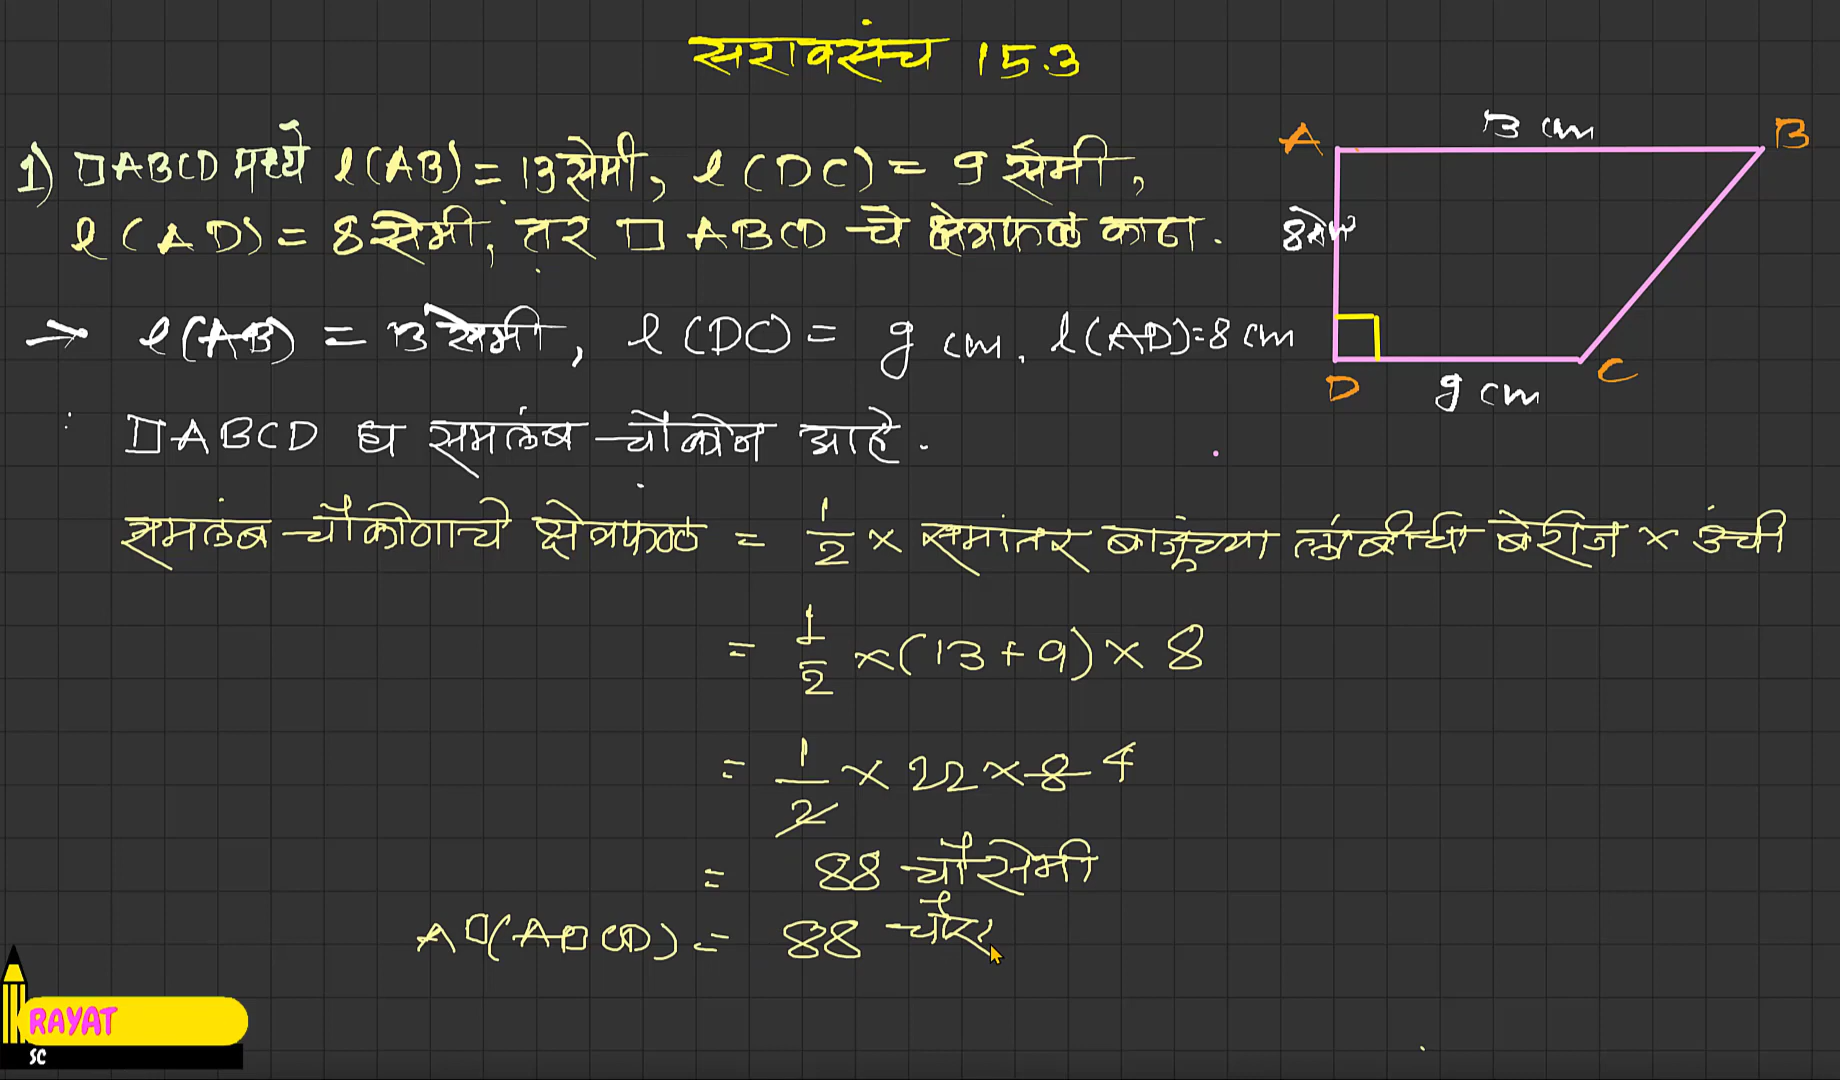 सरावसंच 15.3
1) □ABCD मध्ये l(AB) = 13 सेमी, l(DC) = 9 सेमी,
l(AD) = 8 सेमी, तर □ ABCD चे क्षेत्रफळ काढा.
A 13 cm B
8 सेमी
D 9 cm C
→ l(AB) = 13 सेमी, l(DC) = 9 cm, l(AD)=8 cm
□ABCD हा समलंब चौकोन आहे.
समलंब चौकोनाचे क्षेत्रफळ = 1/2 × समांतर बाजूंच्या लांबीची बेरीज × उंची
= 1/2 × (13 + 9) × 8
= 1/2 × 22 × 8 4
= 88 चौसेमी
A□(ABCD) = 88 चौस
RAYAT
SC